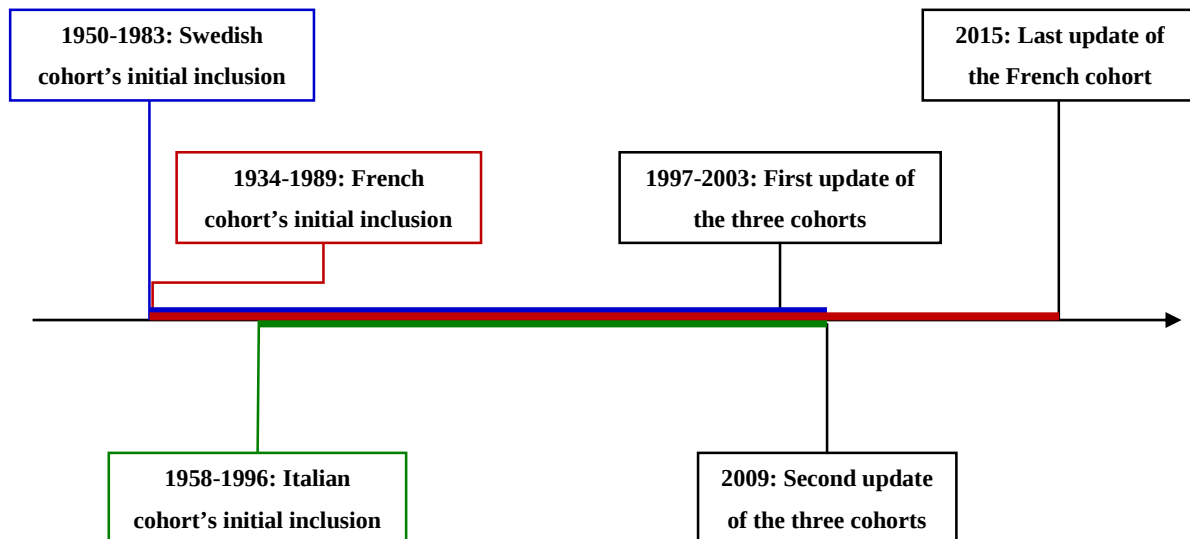 1950-1983: Swedish
cohort’s initial inclusion
2015: Last update of
the French cohort
1934-1989: French
cohort’s initial inclusion
1997-2003: First update of
the three cohorts
1958-1996: Italian
cohort’s initial inclusion
2009: Second update
of the three cohorts